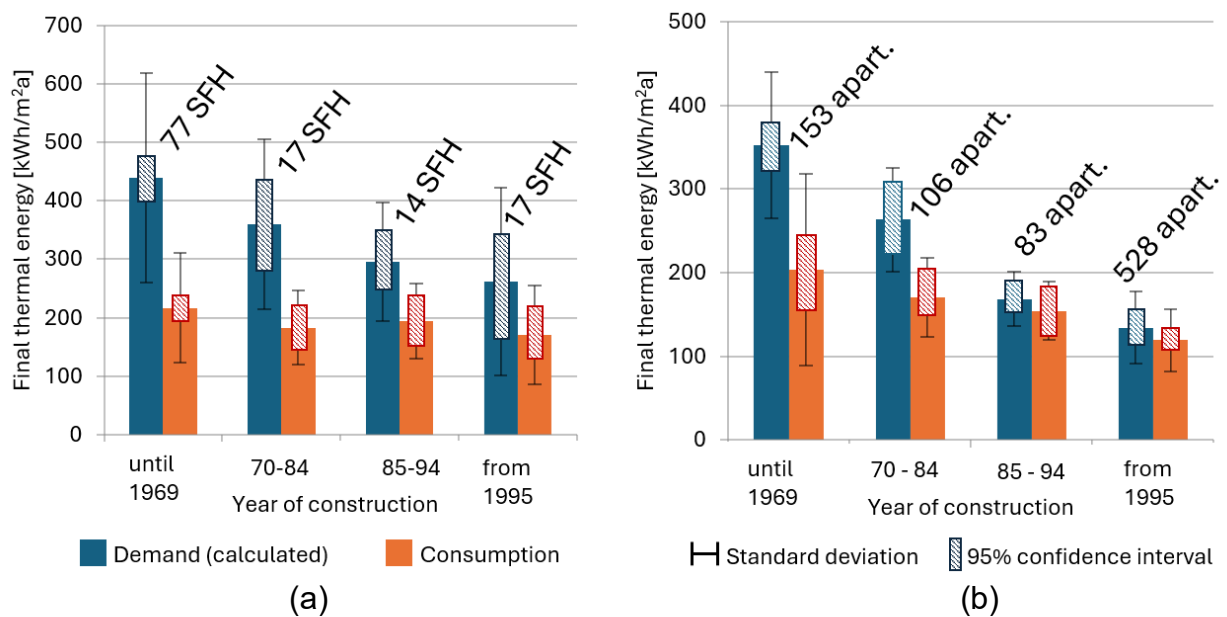 Final thermal energy [kWh/m²a]
700
600
500
400
300
200
100
0
77 SFH
17 SFH
14 SFH
17 SFH
until
1969
70-84
85-94
from
1995
Year of construction
Demand (calculated)
Consumption
(a)
Final thermal energy [kWh/m²a]
500
400
300
200
100
0
153 apart.
106 apart.
83 apart.
528 apart.
until
1969
70 - 84
85 - 94
from
1995
Year of construction
Standard deviation
95% confidence interval
(b)